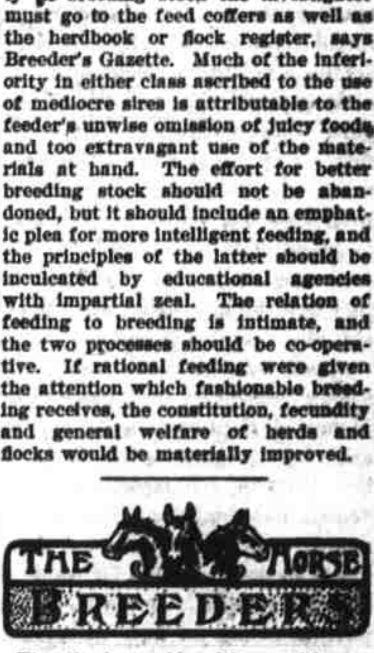 must go to the feed coffers as well as
the herdbook or flock register, says
Breeder's Gazette. Much of the inferi-
ority in either class ascribed to the use
of mediocre sires is attributable to the
feeder's unwise omission of juicy foods
and too extravagant use of the mate-
rials at hand. The effort for better
breeding stock should not be aban-
doned, but it should include an emphat-
ic plea for more intelligent feeding, and
the principles of the latter should be
inculcated by educational agencies
with impartial zeal. The relation of
feeding to breeding is intimate, and
the two processes should be co-opera-
tive. If rational feeding were given
the attention which fashionable breed-
ing receives, the constitution, fecundity
and general welfare of herds and
flocks would be materially improved.
THE HORSE
BREEDERS